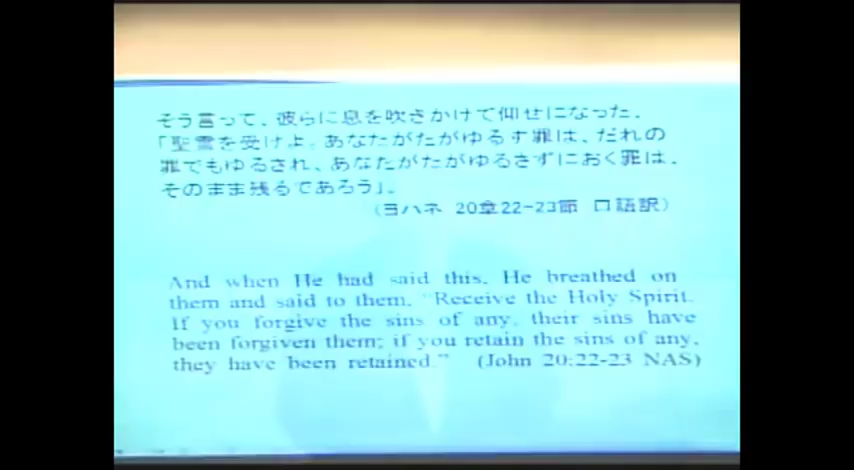 そう言って、彼らに息を吹きかけて仰せになった、
「聖霊を受けよ。あなたがたがゆるす罪は、だれの
罪でもゆるされ、あなたがたがゆるさずにおく罪は、
そのまま残るであろう」。
(ヨハネ 20章22-23節 口語訳)
And when He had said this, He breathed on
them and said to them, "Receive the Holy Spirit.
If you forgive the sins of any, their sins have
been forgiven them; if you retain the sins of any,
they have been retained." (John 20:22-23 NAS)